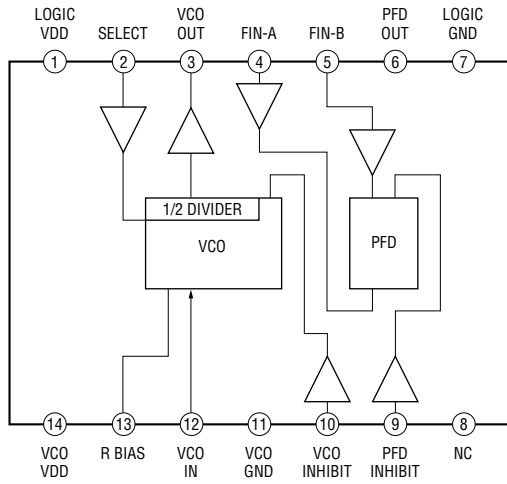 LOGIC VDD
SELECT
VCO OUT
FIN-A
FIN-B
PFD OUT
LOGIC GND
1
2
3
4
5
6
7
1/2 DIVIDER
VCO
PFD
14
13
12
11
10
9
8
VCO VDD
R BIAS
VCO IN
VCO GND
VCO INHIBIT
PFD INHIBIT
NC